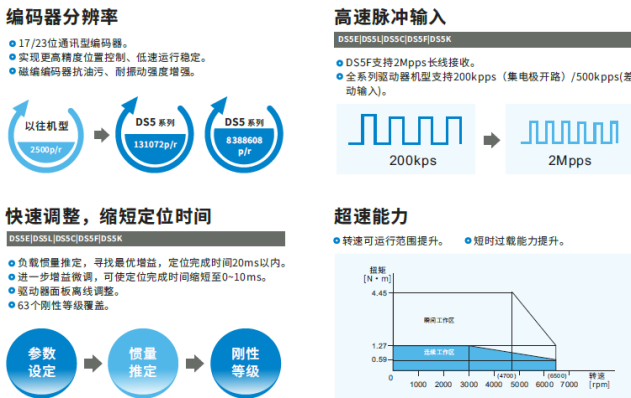 编码器分辨率
17/23位通讯型编码器。
实现更高精度位置控制、低速运行稳定。
磁编编码器抗油污、耐振动强度增强。
以往机型
2500p/r
DS5 系列
131072p/r
DS5 系列
8388608
p/r
高速脉冲输入
DS5E|DS5L|DS5C|DS5F|DS5K
DS5F支持2Mpps长线接收。
全系列驱动器机型支持200kpps（集电极开路）/500kpps(差
动输入)。
200kps
2Mpps
快速调整，缩短定位时间
DS5E|DS5L|DS5C|DS5F|DS5K
负载惯量推定，寻找最优增益，定位完成时间20ms以内。
进一步增益微调，可使定位完成时间缩短至0~10ms。
驱动器面板离线调整。
63个刚性等级覆盖。
参数
设定
惯量
推定
刚性
等级
超速能力
转速可运行范围提升。 短时过载能力提升。
扭矩
[N·m]
4.45
瞬间工作区
1.27
连续工作区
0.59
0 1000 2000 3000 4000 5000 6000 7000
(4700) (6500)
转速
[rpm]